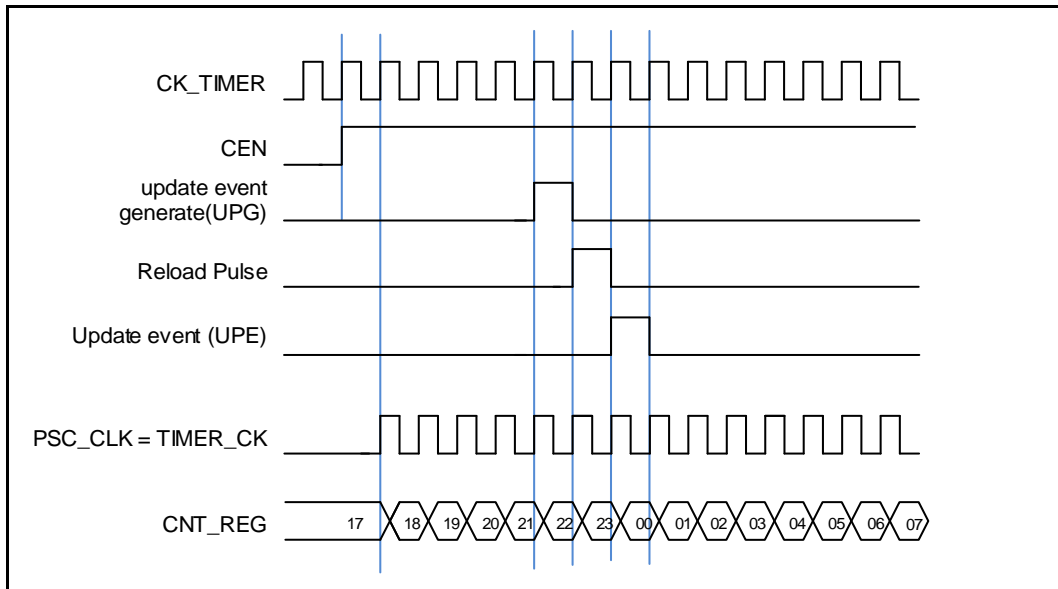 CK_TIMER
CEN
update event
generate(UPG)
Reload Pulse
Update event (UPE)
PSC_CLK = TIMER_CK
CNT_REG 17 18 19 20 21 22 23 00 01 02 03 04 05 06 07